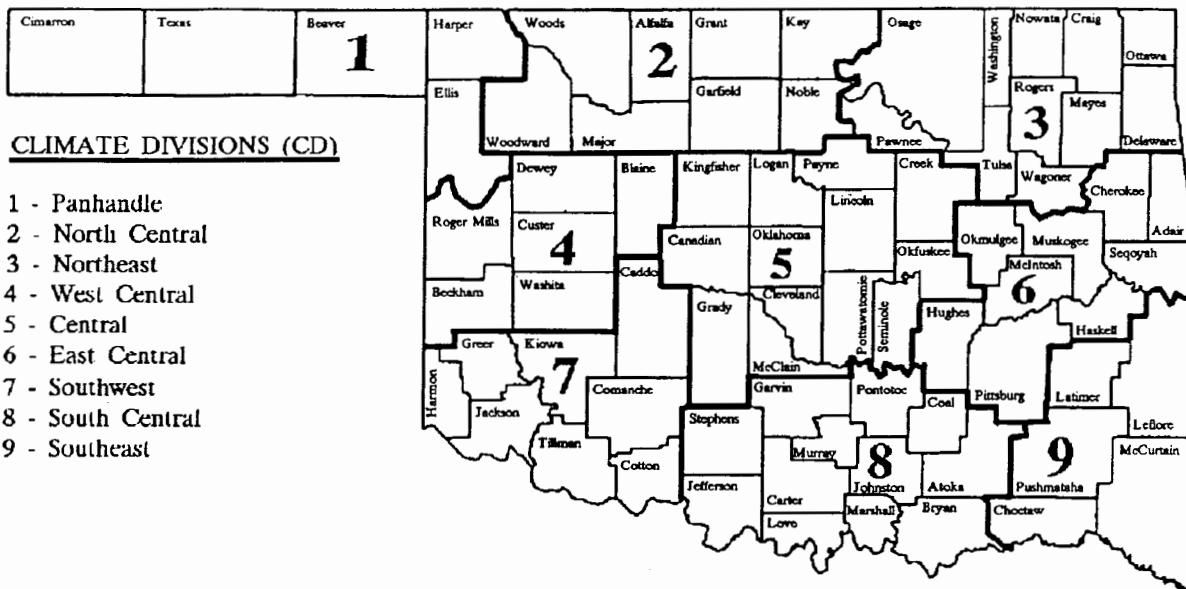 Cimarron
Texas
Beaver
Harper
Woods
Alfalfa
Grant
Kay
Osage
Washington
Nowata
Craig
Ottawa
1
2
Ellis
Garfield
Noble
Rogers
Mayes
3
Woodward
Major
Pawnee
Delaware
CLIMATE DIVISIONS (CD)
1 - Panhandle
2 - North Central
3 - Northeast
4 - West Central
5 - Central
6 - East Central
7 - Southwest
8 - South Central
9 - Southeast
Dewey
Blaine
Kingfisher
Logan
Payne
Creek
Tulsa
Wagoner
Cherokee
Lincoln
Roger Mills
Custer
4
Canadian
Oklahoma
5
Okmulgee
Muskogee
Adair
Okfuskee
McIntosh
6
Seqoyah
Beckham
Washita
Caddo
Cleveland
Grady
Pottawatomie
Seminole
Hughes
Haskell
Greer
Kiowa
7
McClain
Harmon
Jackson
Comanche
Garvin
Pontotoc
Coal
Pittsburg
Latimer
Stephens
Leflore
Tillman
Cotton
Murray
8
9
McCurtain
Jefferson
Carter
Johnston
Atoka
Pushmataha
Love
Marshall
Bryan
Choctaw